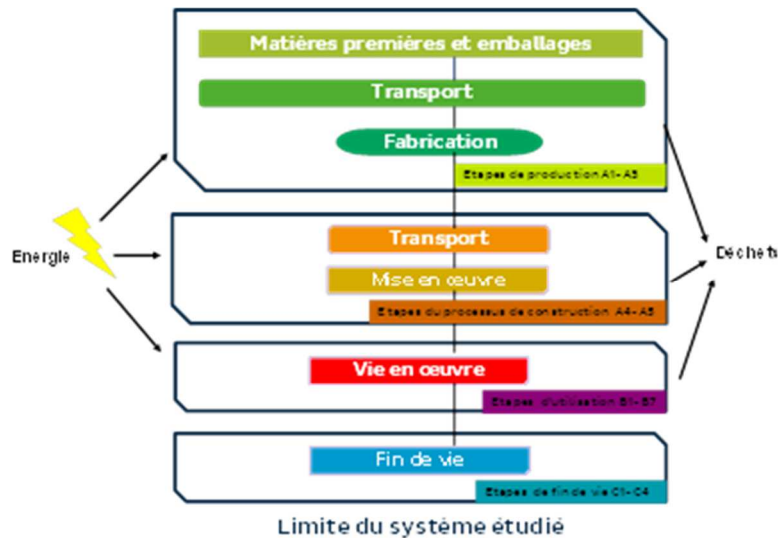 Matières premières et emballages
Transport
Fabrication
Etapes de production A1-A3
Transport
Energie
Déchets
Mise en œuvre
Etapes du processus de construction A4-A5
Vie en œuvre
Etapes d'utilisation B1-B7
Fin de vie
Etapes de fin de vie C1-C4
Limite du système étudié